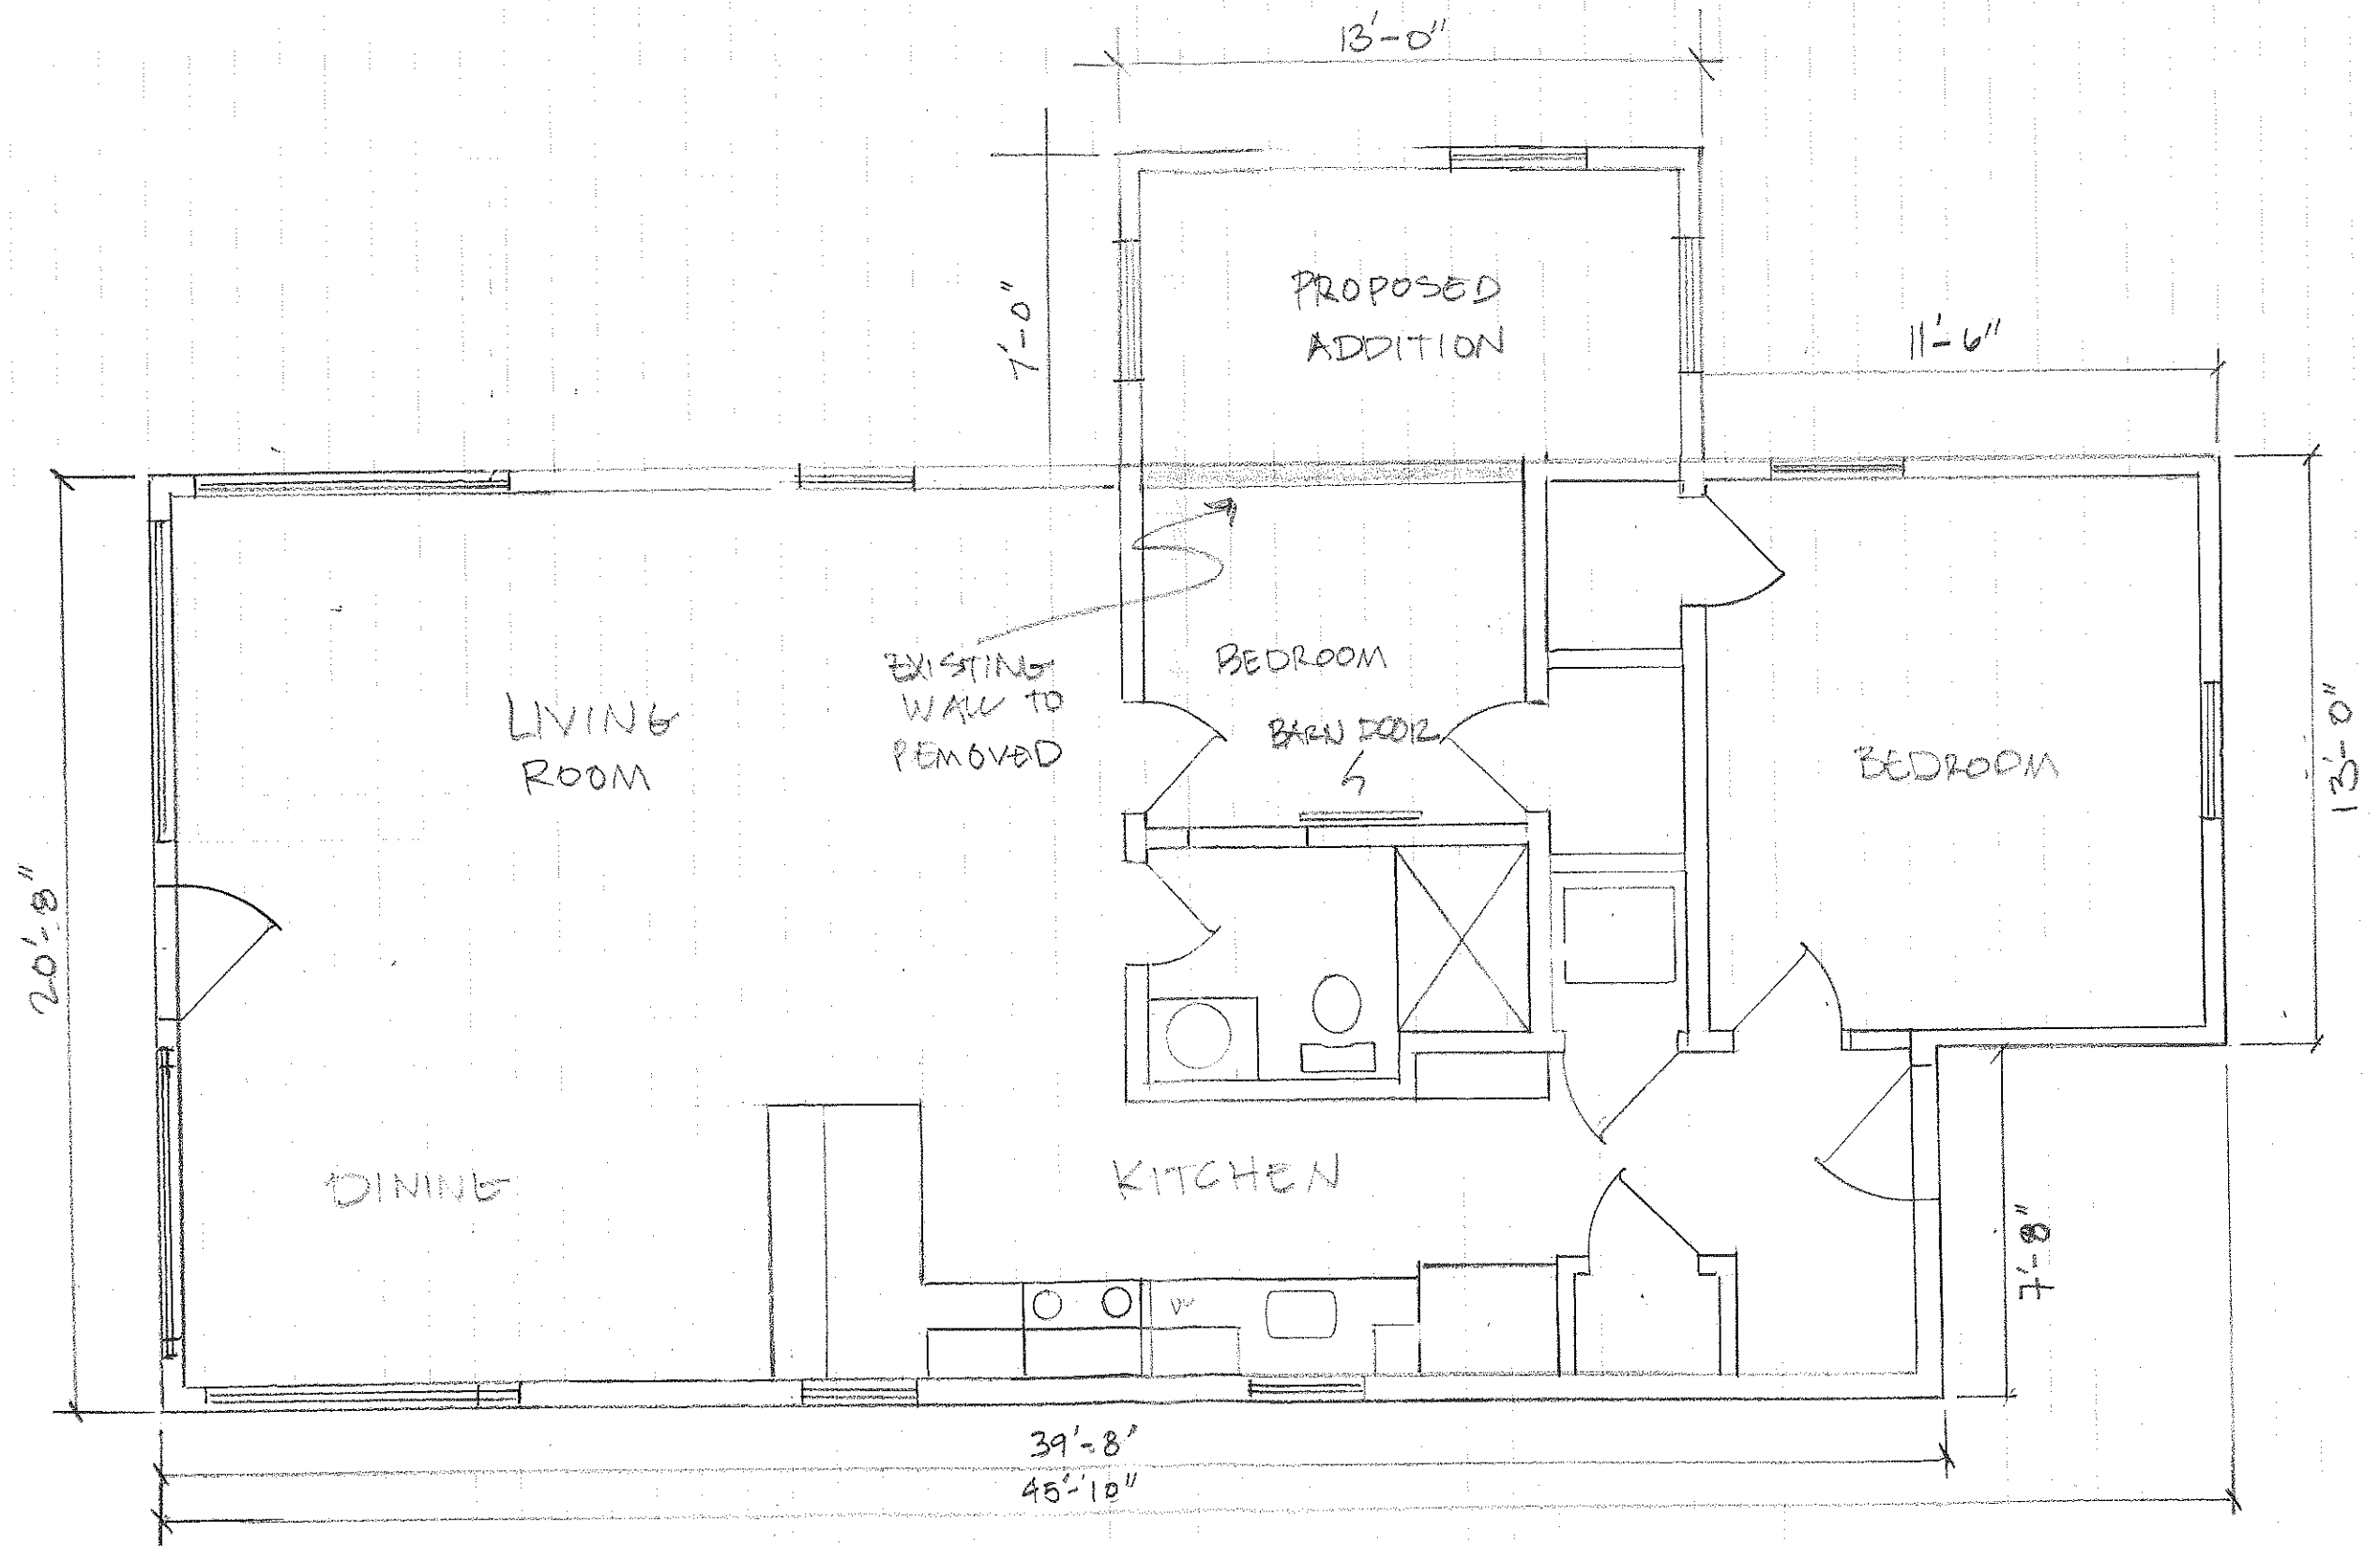 13'-0"
7'-0"
PROPOSED
ADDITION
11'-6"
EXISTING
WALL TO
REMOVED
BEDROOM
BARN DOOR
LIVING
ROOM
BEDROOM
13'-0"
20'-8"
DINING
KITCHEN
DW
7'-8"
39'-8"
45'-10"